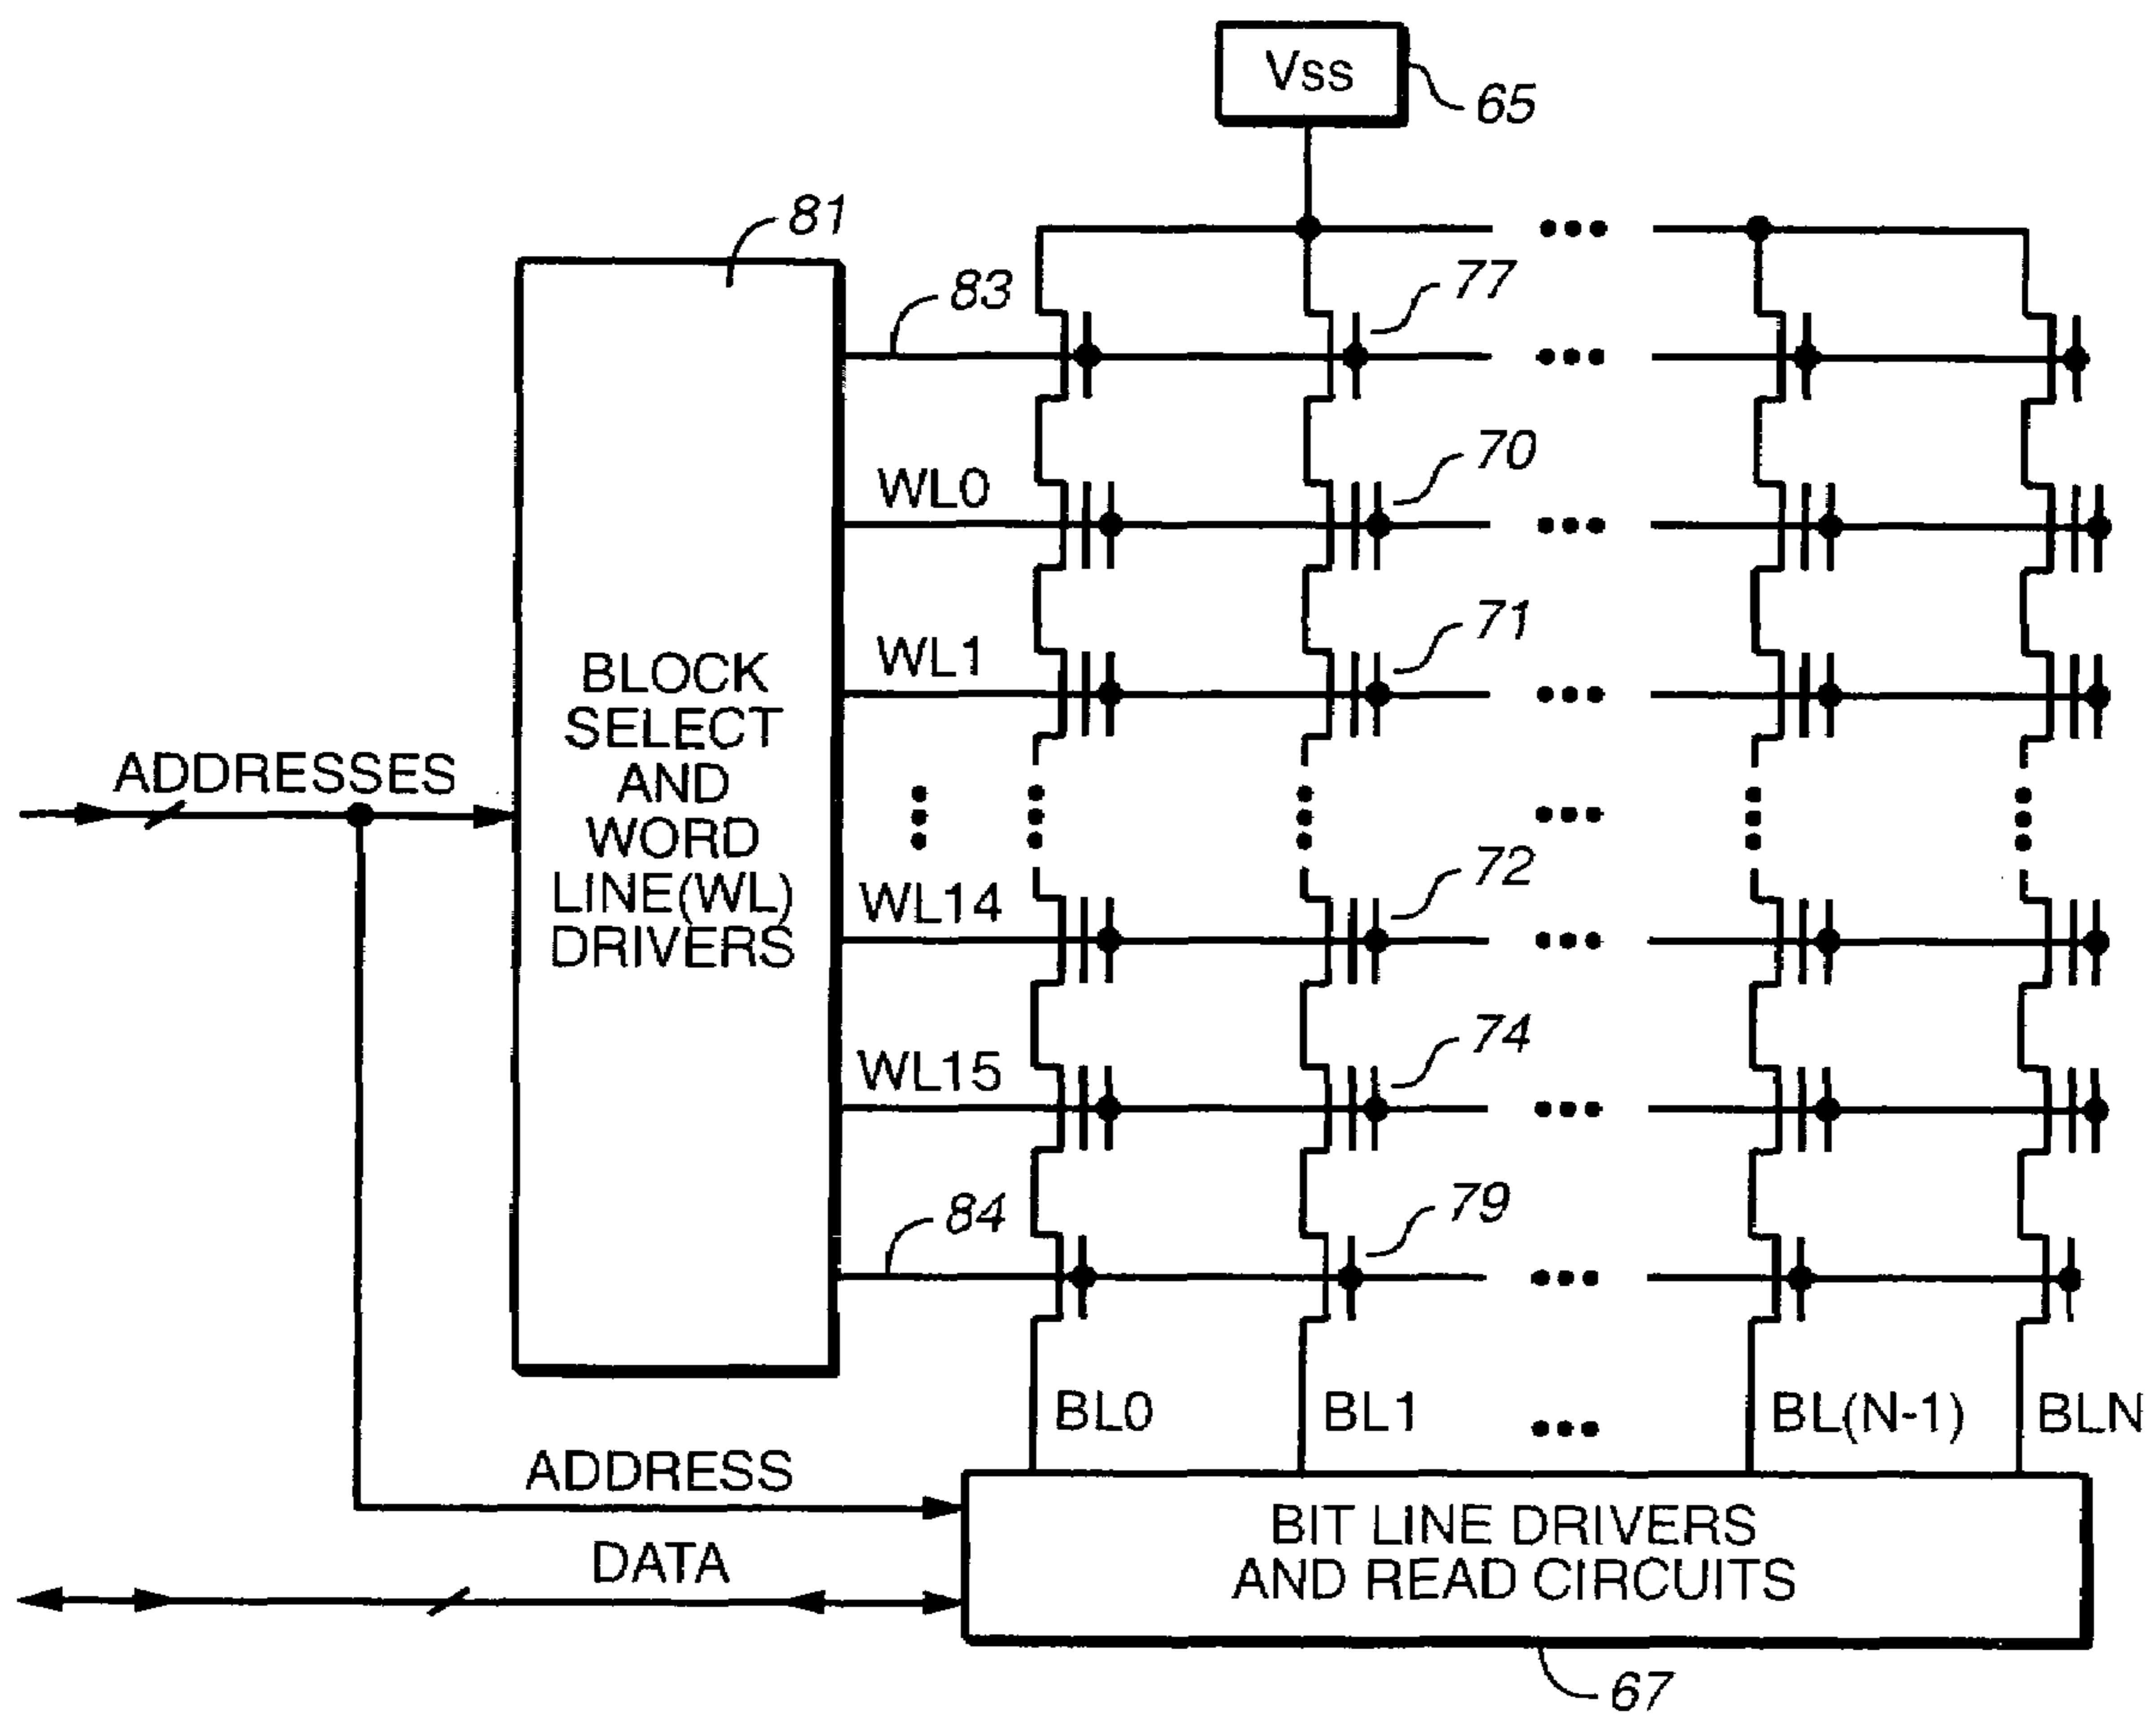 Vss
65
81
83
77
WL0
70
WL1
71
BLOCK
SELECT
AND
WORD
LINE(WL)
DRIVERS
ADDRESSES
WL14
72
WL15
74
84
79
BL0
BL1
BL(N-1)
BLN
ADDRESS
DATA
BIT LINE DRIVERS
AND READ CIRCUITS
67